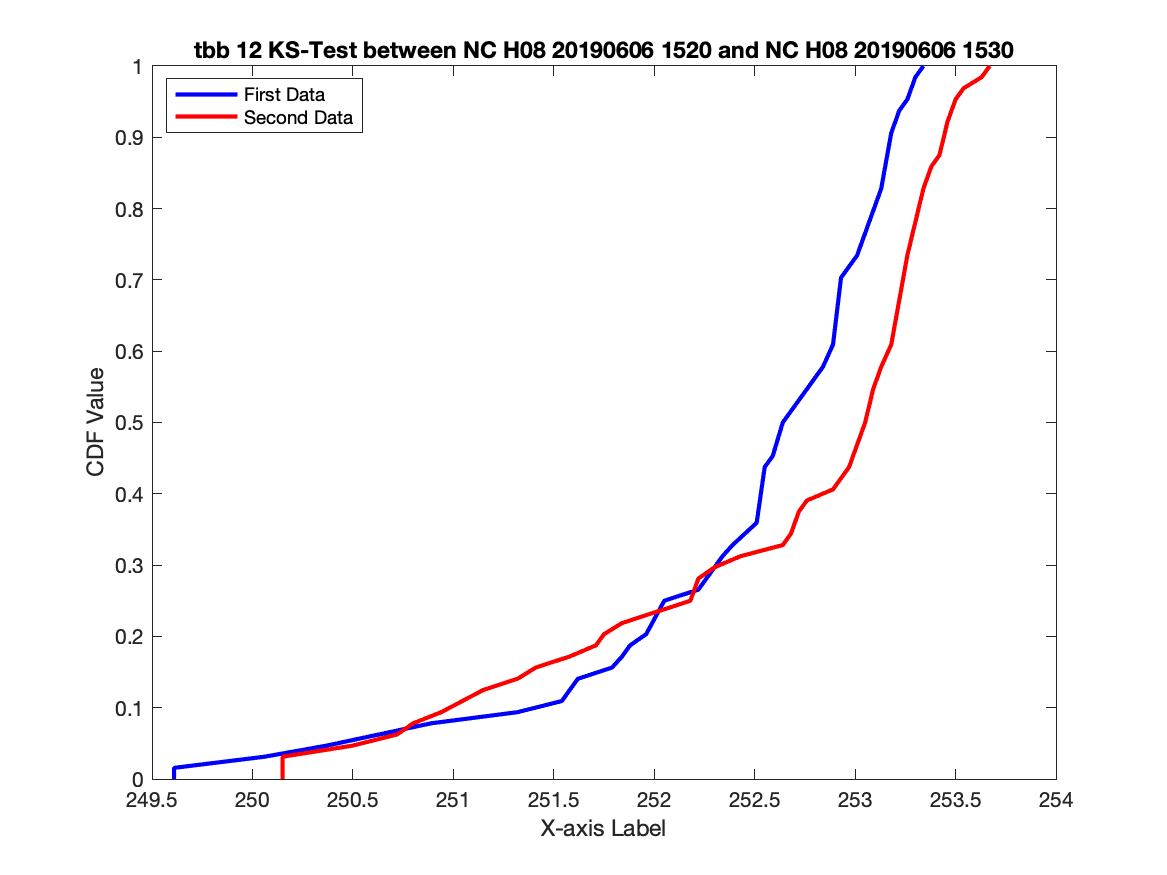 tbb 12 KS-Test between NC H08 20190606 1520 and NC H08 20190606 1530
First Data
Second Data
1
0.9
0.8
0.7
0.6
0.5
0.4
0.3
0.2
0.1
0
CDF Value
249.5 250 250.5 251 251.5 252 252.5 253 253.5 254
X-axis Label